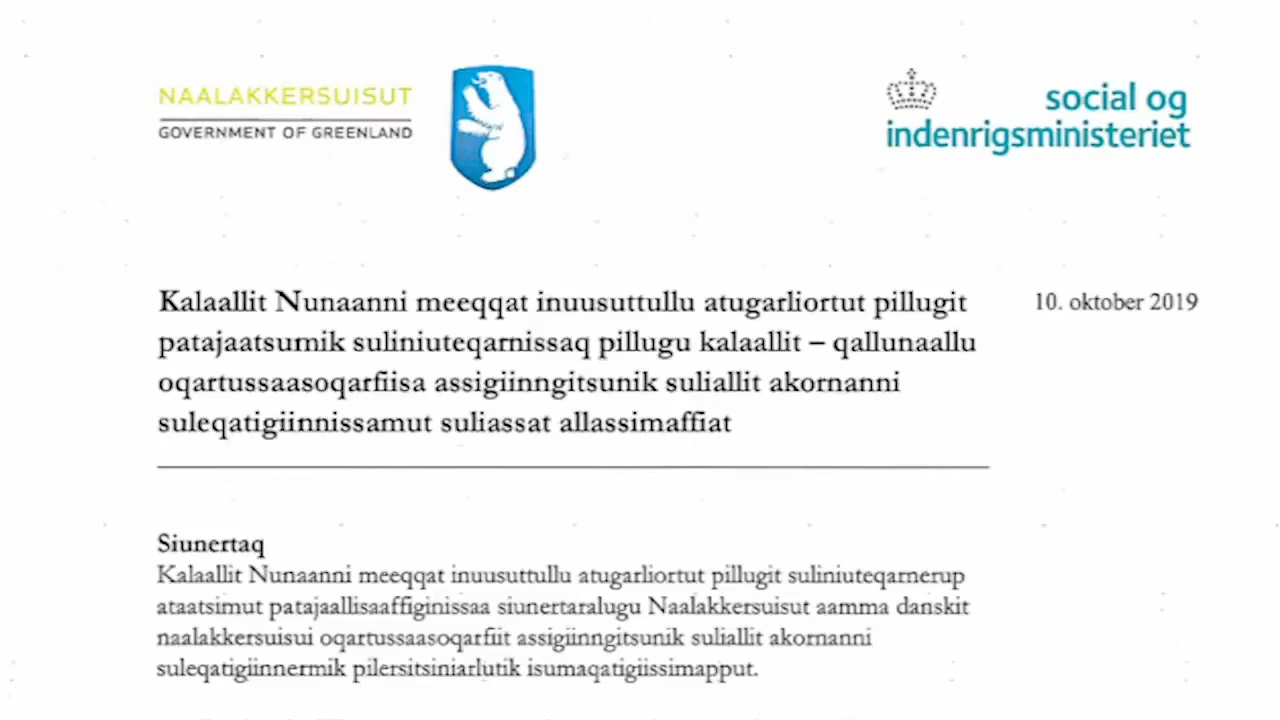 NAALAKKERSUISUT
GOVERNMENT OF GREENLAND
social og
indenrigsministeriet
Kalaallit Nunaanni meeqqat inuusuttullu atugarliortut pillugit
patajaatsumik suliniuteqarnissaq pillugu kalaallit – qallunaallu
oqartussaasoqarfiisa assigiinngitsunik suliallit akornanni
suleqatigiinnissamut suliassat allassimaffiat
10. oktober 2019
Siunertaq
Kalaallit Nunaanni meeqqat inuusuttullu atugarliortut pillugit suliniuteqarnerup
ataatsimut patajaallisaaffiginissaa siunertaralugu Naalakkersuisut aamma danskit
naalakkersuisui oqartussaasoqarfiit assigiinngitsunik suliallit akornanni
suleqatigiinnermik pilersitsiniarlutik isumaqatigiissimapput.